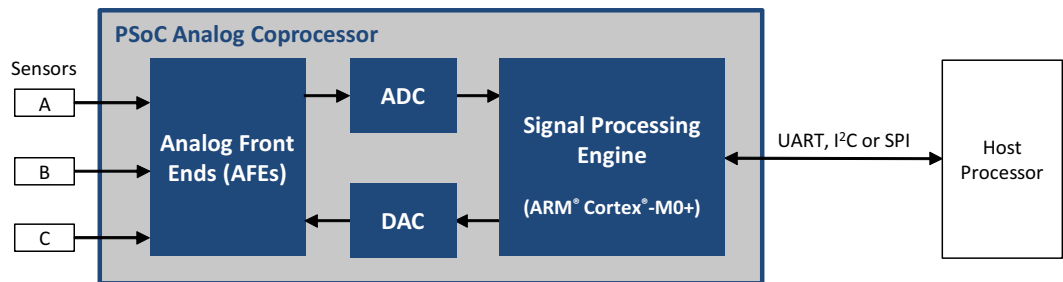 PSoC Analog Coprocessor
Sensors
A
B
C
Analog Front
Ends (AFEs)
ADC
DAC
Signal Processing
Engine
(ARM® Cortex®-M0+)
UART, I²C or SPI
Host
Processor